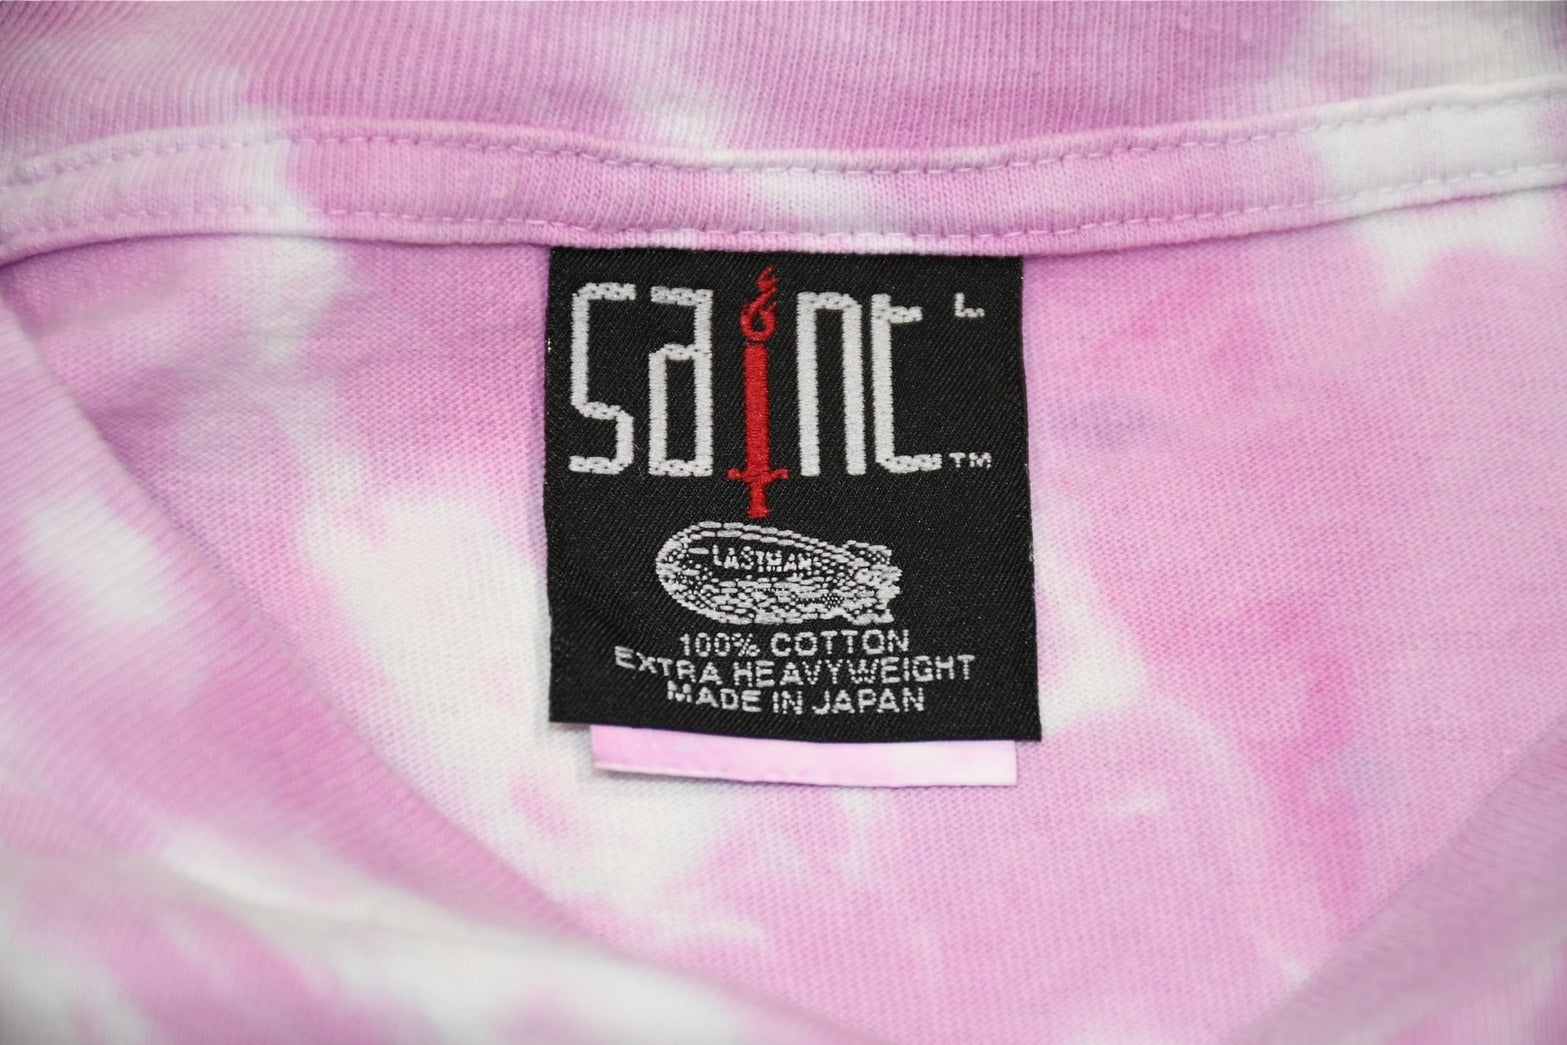 saint L
TM
LASTMAN
100% COTTON
EXTRA HEAVYWEIGHT
MADE IN JAPAN